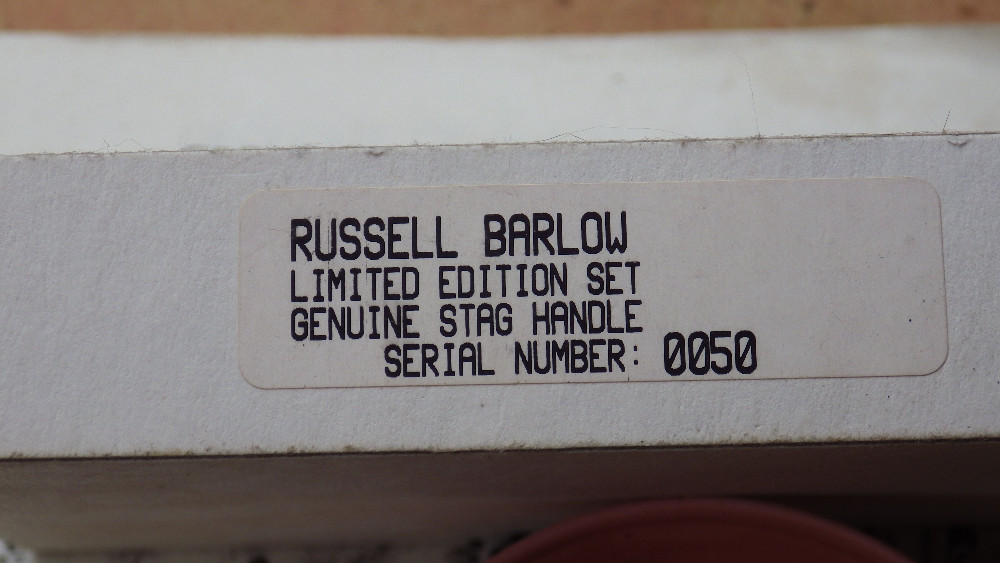 RUSSELL BARLOW
LIMITED EDITION SET
GENUINE STAG HANDLE
SERIAL NUMBER: 0050